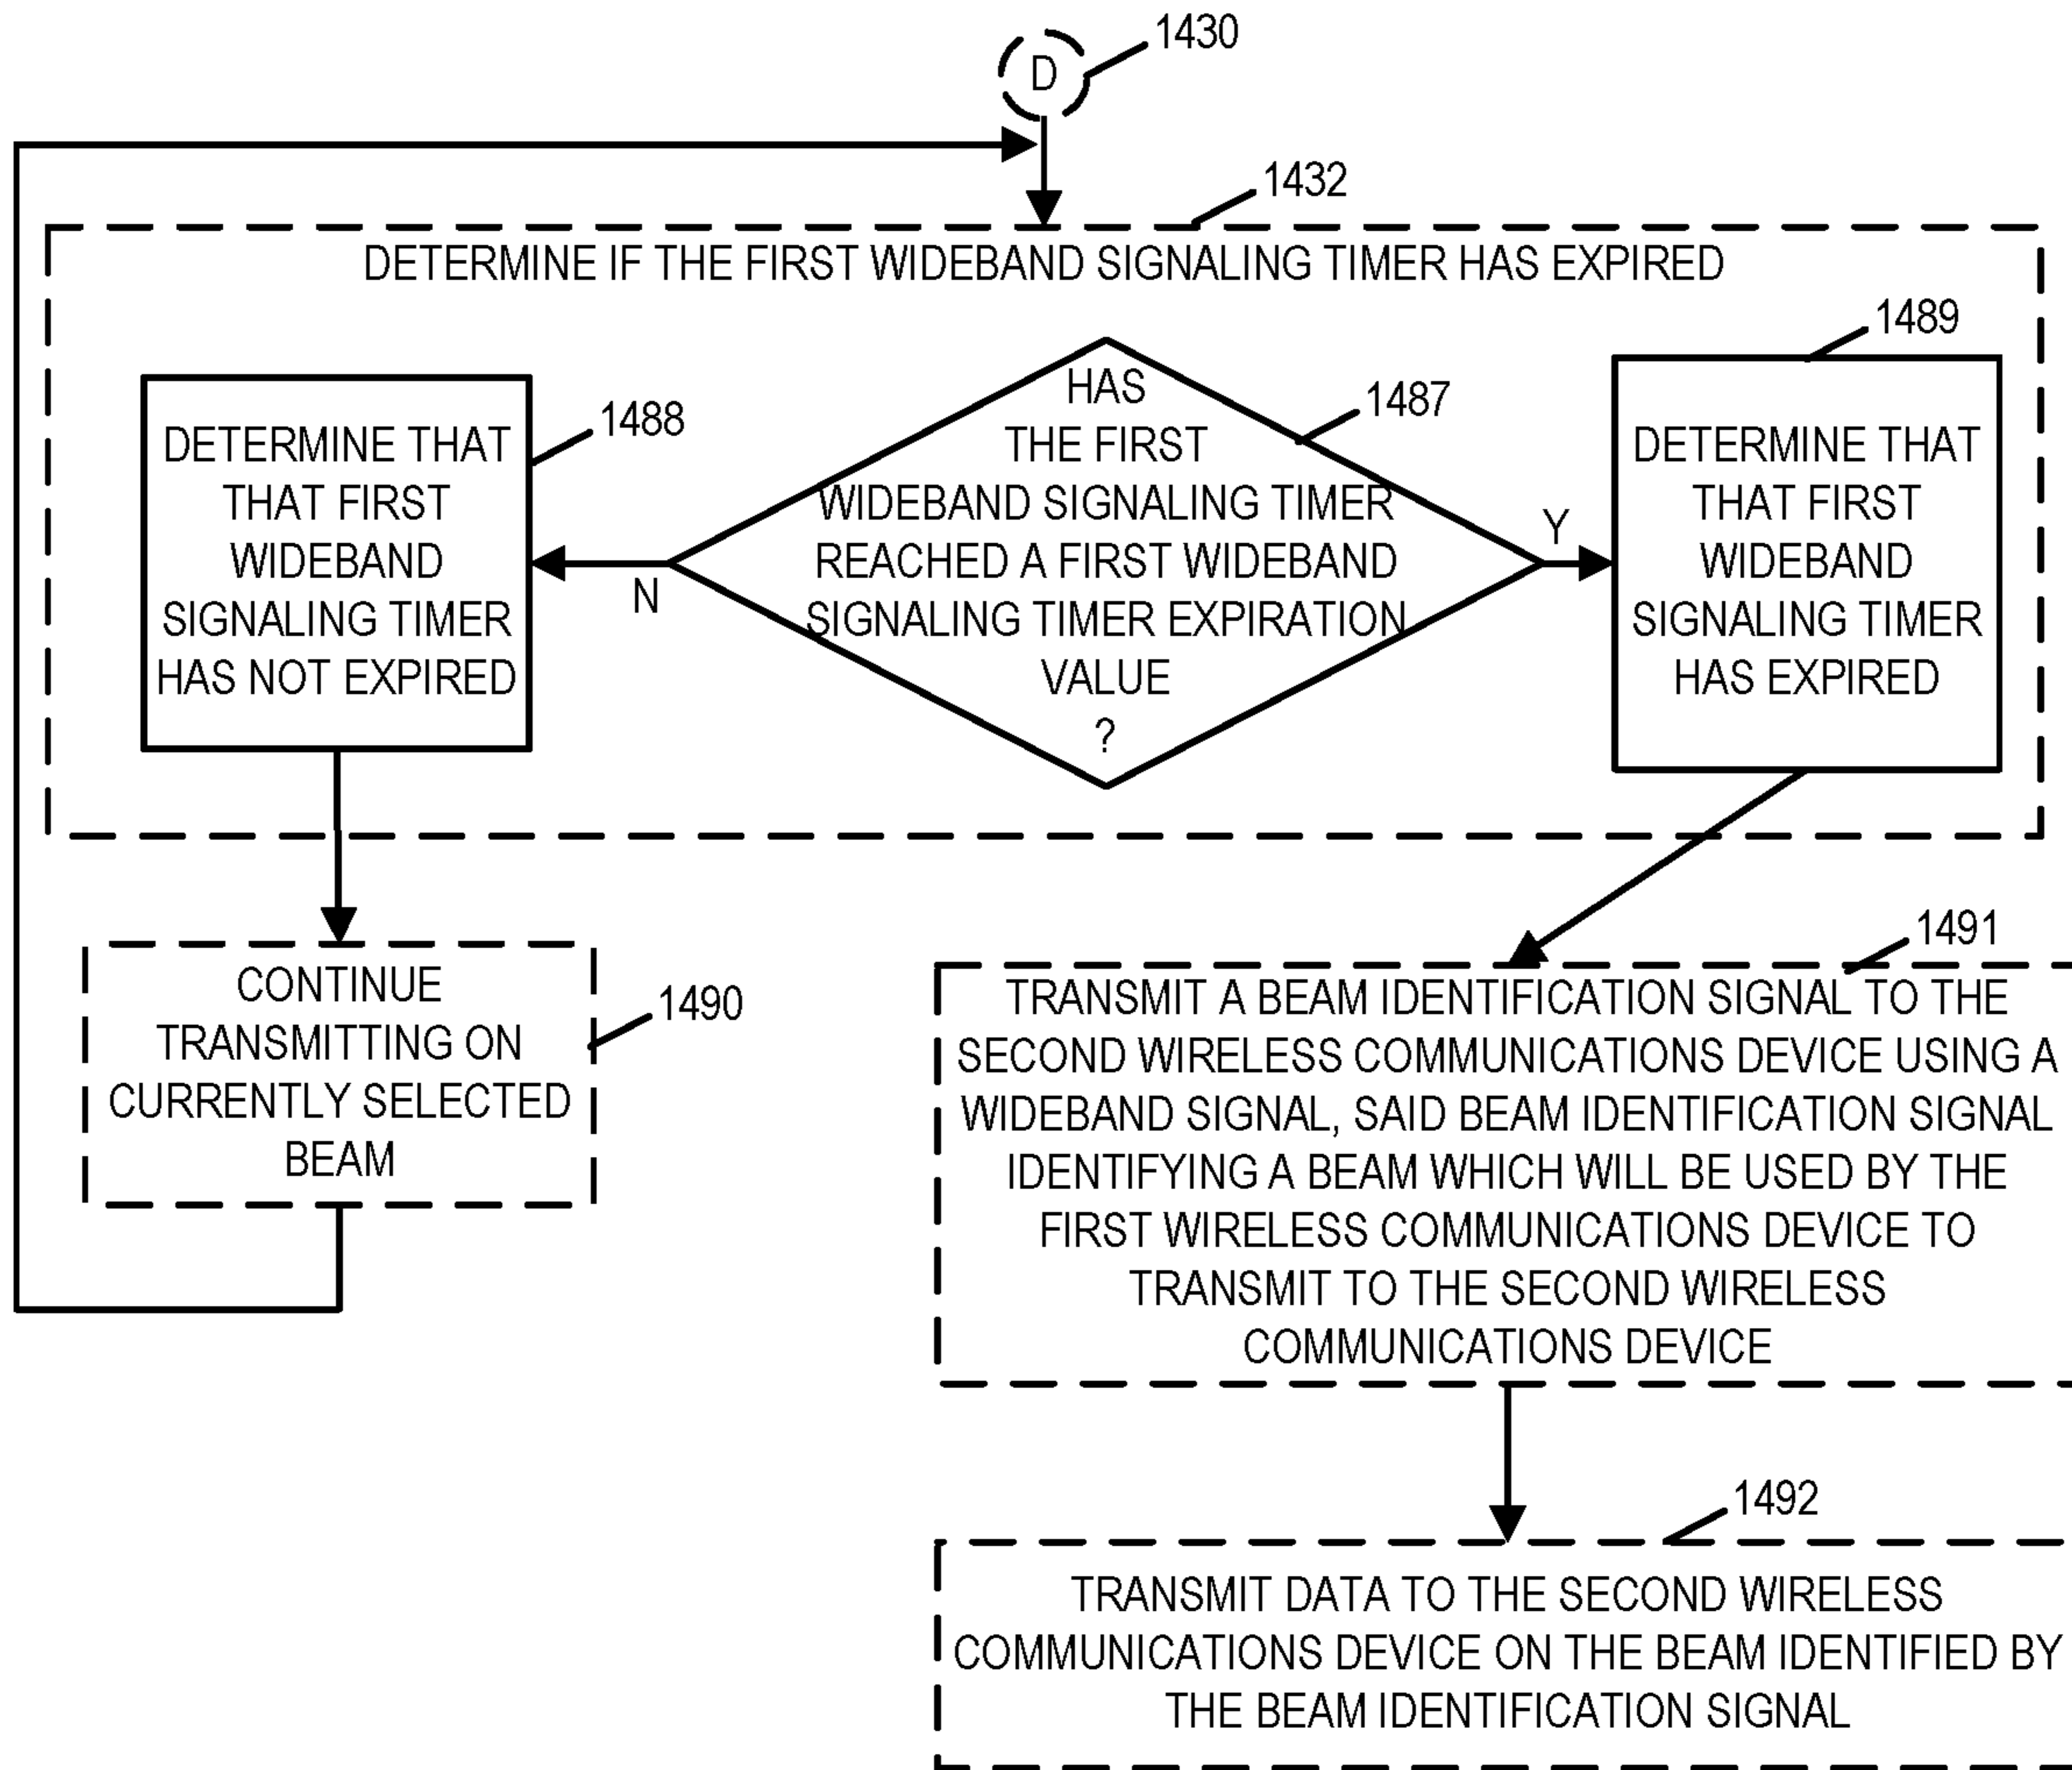 D
1430
1432
DETERMINE IF THE FIRST WIDEBAND SIGNALING TIMER HAS EXPIRED
1488
DETERMINE THAT
THAT FIRST
WIDEBAND
SIGNALING TIMER
HAS NOT EXPIRED
N
1487
HAS
THE FIRST
WIDEBAND SIGNALING TIMER
REACHED A FIRST WIDEBAND
SIGNALING TIMER EXPIRATION
VALUE
?
Y
1489
DETERMINE THAT
THAT FIRST
WIDEBAND
SIGNALING TIMER
HAS EXPIRED
1490
CONTINUE
TRANSMITTING ON
CURRENTLY SELECTED
BEAM
1491
TRANSMIT A BEAM IDENTIFICATION SIGNAL TO THE
SECOND WIRELESS COMMUNICATIONS DEVICE USING A
WIDEBAND SIGNAL, SAID BEAM IDENTIFICATION SIGNAL
IDENTIFYING A BEAM WHICH WILL BE USED BY THE
FIRST WIRELESS COMMUNICATIONS DEVICE TO
TRANSMIT TO THE SECOND WIRELESS
COMMUNICATIONS DEVICE
1492
TRANSMIT DATA TO THE SECOND WIRELESS
COMMUNICATIONS DEVICE ON THE BEAM IDENTIFIED BY
THE BEAM IDENTIFICATION SIGNAL